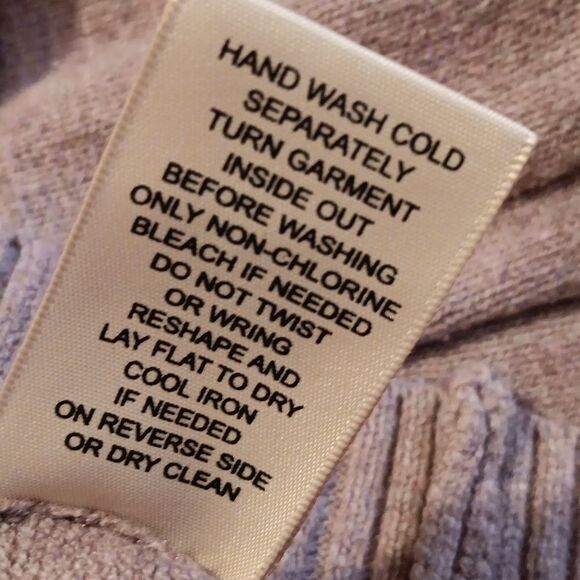 HAND WASH COLD
SEPARATELY
TURN GARMENT
INSIDE OUT
BEFORE WASHING
ONLY NON-CHLORINE
BLEACH IF NEEDED
DO NOT TWIST
OR WRING
RESHAPE AND
LAY FLAT TO DRY
COOL IRON
IF NEEDED
ON REVERSE SIDE
OR DRY CLEAN